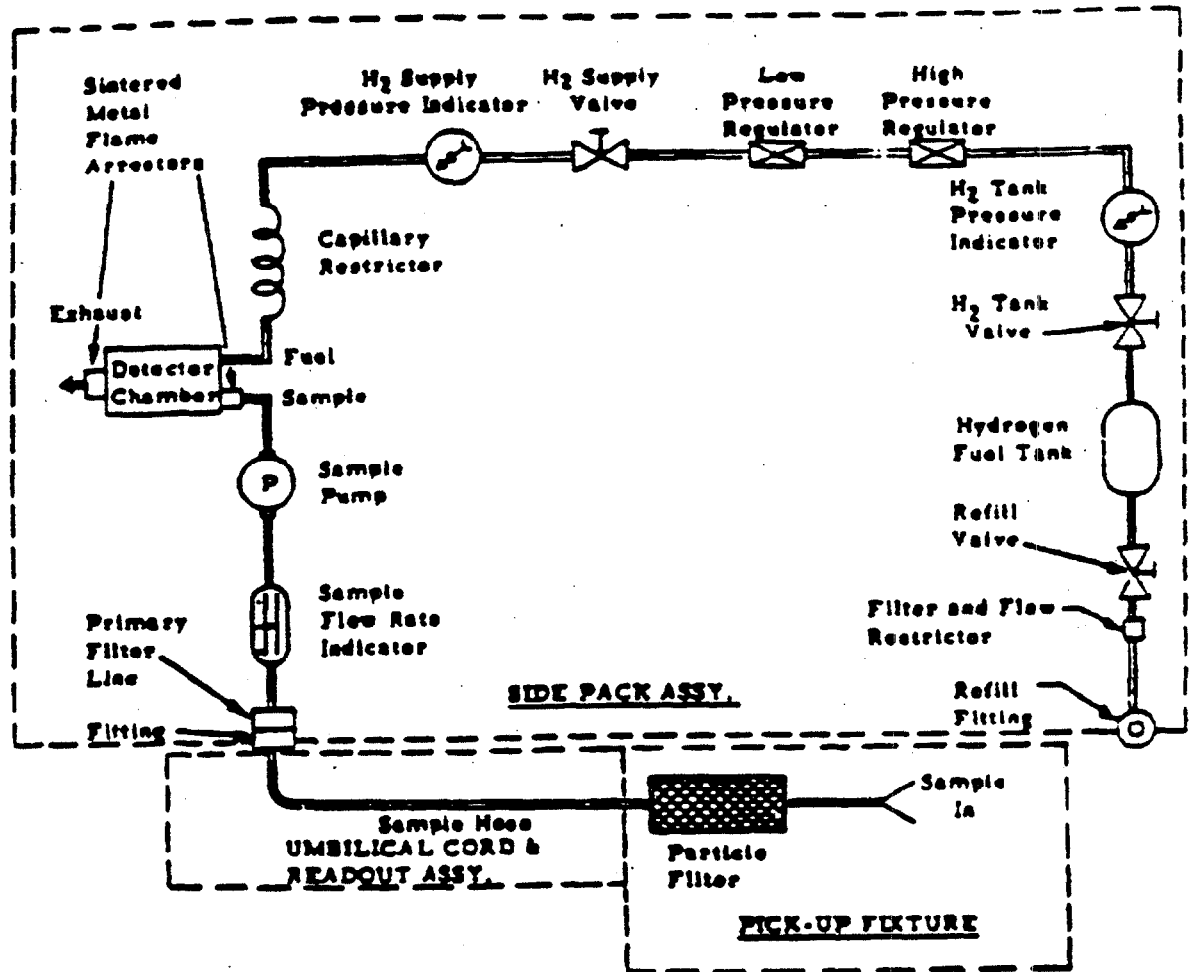 Sintered
Metal
Flame
Arrestors
H2 Supply
Pressure Indicator
H2 Supply
Valve
Low
Pressure
Regulator
High
Pressure
Regulator
H2 Tank
Pressure
Indicator
Capillary
Restrictor
Exhaust
H2 Tank
Valve
Fuel
Detector
Chamber
Sample
Hydrogen
Fuel Tank
Sample
Pump
P
Refill
Valve
Sample
Flow Rate
Indicator
Filter and Flow
Restrictor
Primary
Filter
Line
SIDE PACK ASSY.
Refill
Fitting
Fitting
Sample
In
Sample Hose
UMBILICAL CORD &
READOUT ASSY.
Particle
Filter
PICK-UP FIXTURE